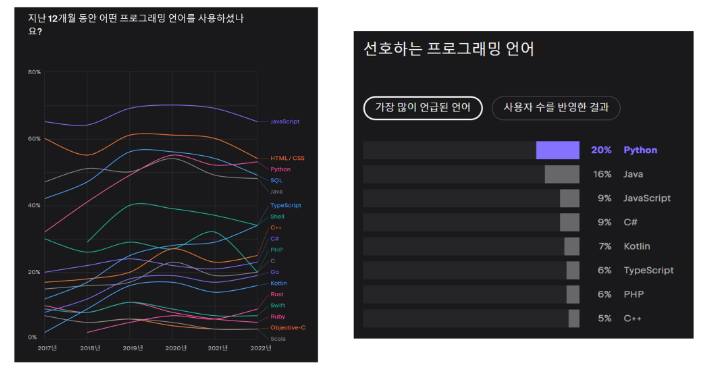 지난 12개월 동안 어떤 프로그래밍 언어를 사용하셨나
요?
80%
60%
40%
20%
0%
2017년 2018년 2019년 2020년 2021년 2022년
JavaScript
HTML / CSS
Python
SQL
Java
TypeScript
Shell
C++
C#
PHP
C
Go
Kotlin
Rust
Swift
Ruby
Objective-C
Scala
선호하는 프로그래밍 언어
가장 많이 언급된 언어 사용자 수를 반영한 결과
20% Python
16% Java
9% JavaScript
9% C#
7% Kotlin
6% TypeScript
6% PHP
5% C++